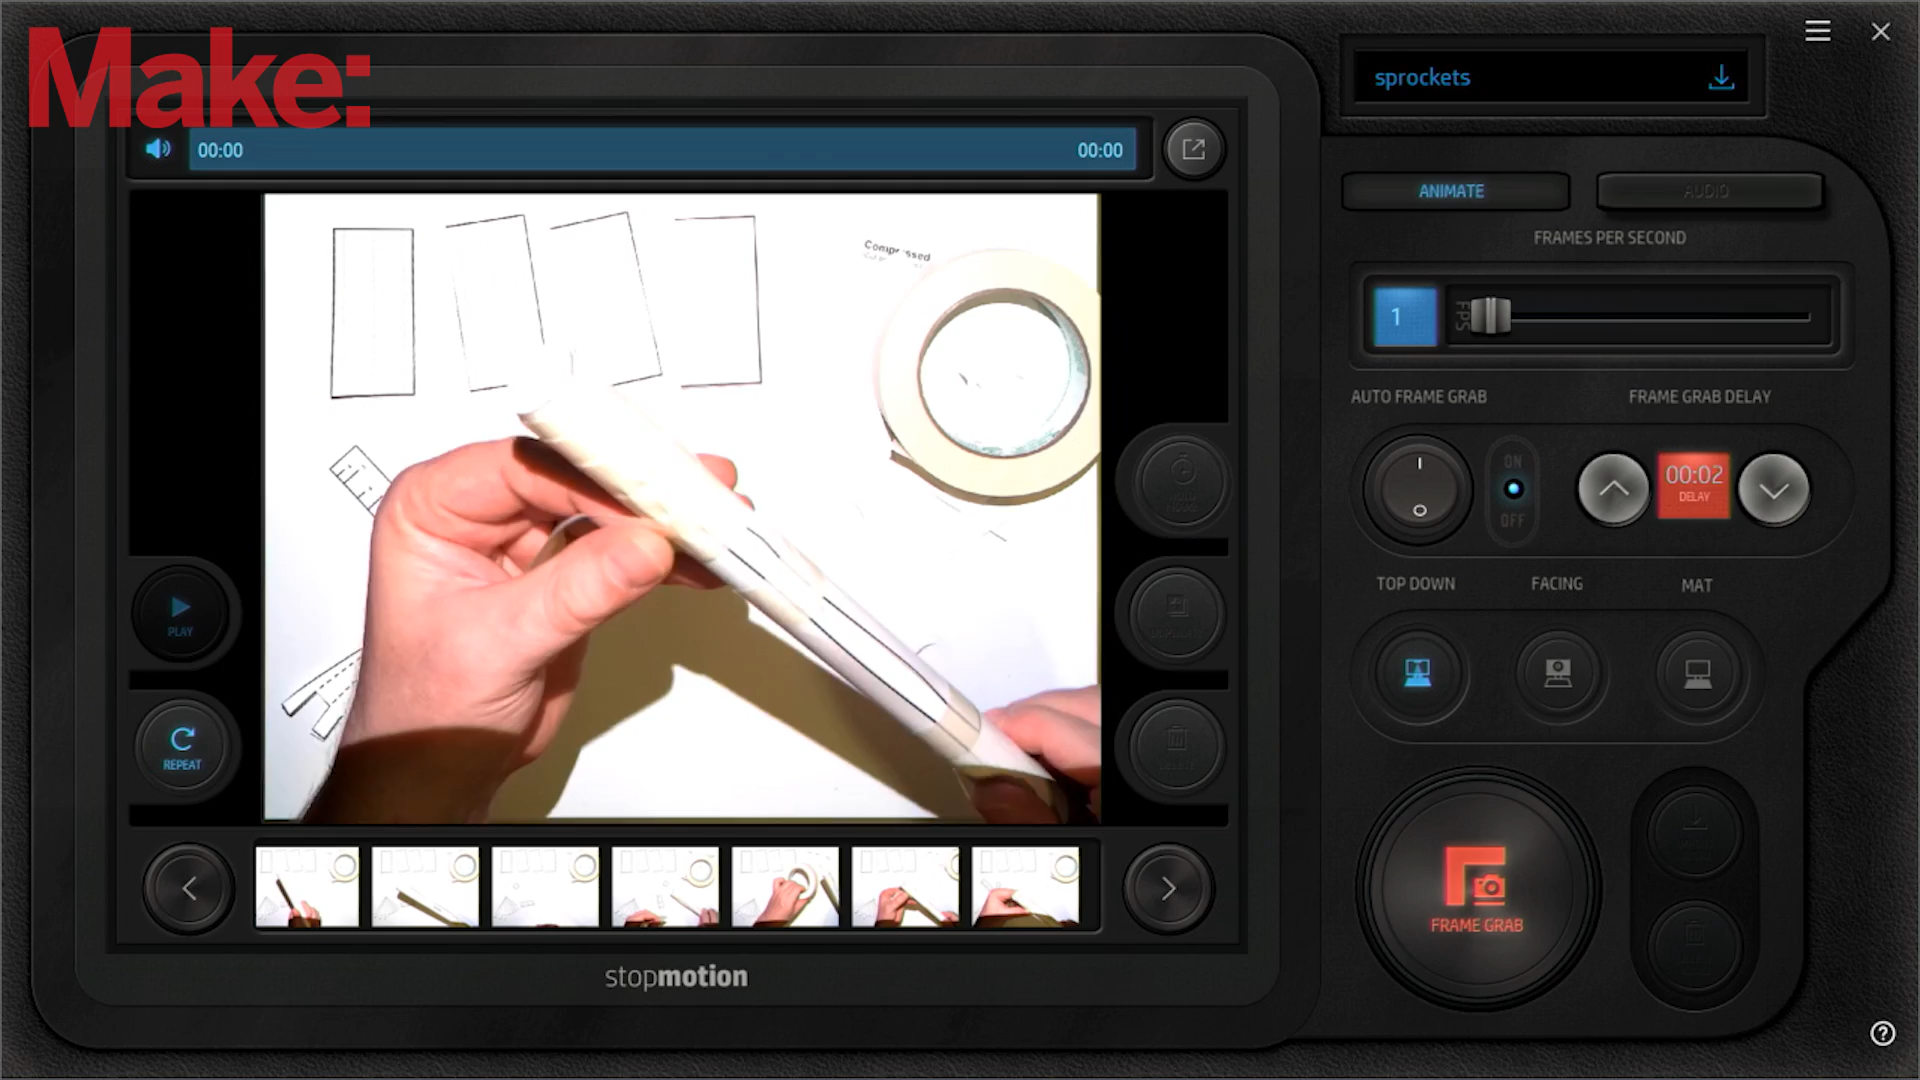 Make:
sprockets
00:00
00:00
ANIMATE
AUDIO
FRAMES PER SECOND
1
FPS
AUTO FRAME GRAB
FRAME GRAB DELAY
ON
OFF
00:02
DELAY
TOP DOWN
FACING
MAT
Compressed
PLAY
REPEAT
FRAME GRAB
stopmotion